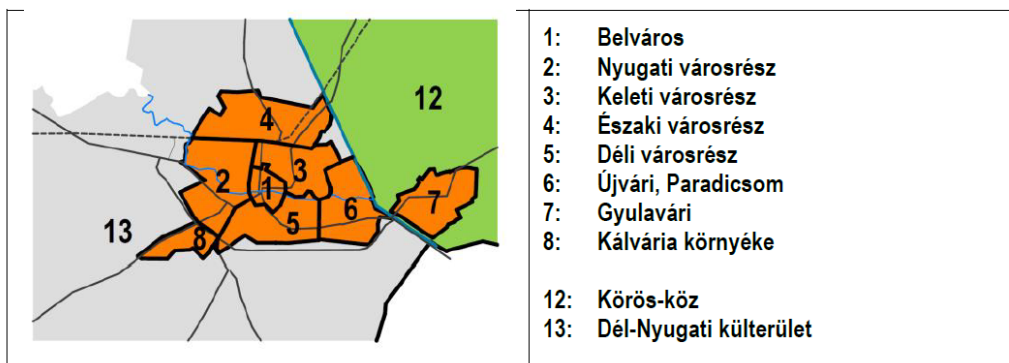 12
4
3
2
1
7
6
5
13
8
1: Belváros
2: Nyugati városrész
3: Keleti városrész
4: Északi városrész
5: Déli városrész
6: Újvári, Paradicsom
7: Gyulavári
8: Kálvária környéke
12: Körös-köz
13: Dél-Nyugati külterület